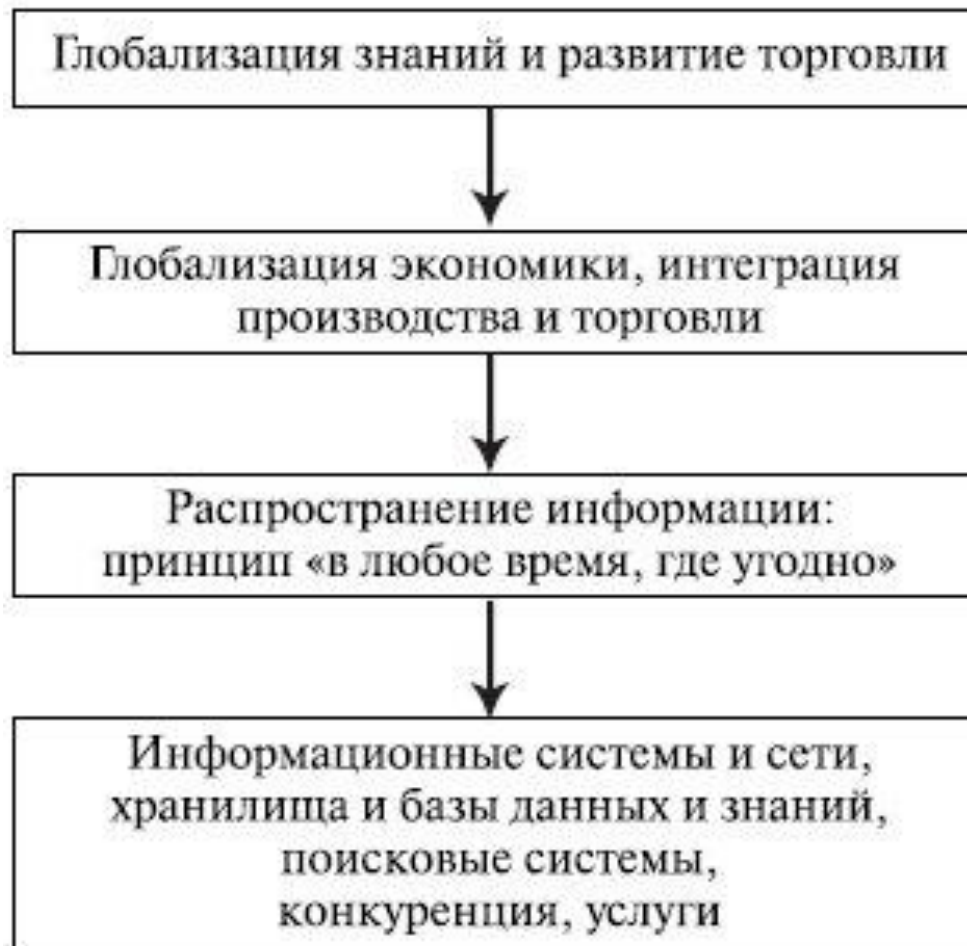 Глобализация знаний и развитие торговли
Глобализация экономики, интеграция
производства и торговли
Распространение информации:
принцип «в любое время, где угодно»
Информационные системы и сети,
хранилища и базы данных и знаний,
поисковые системы,
конкуренция, услуги